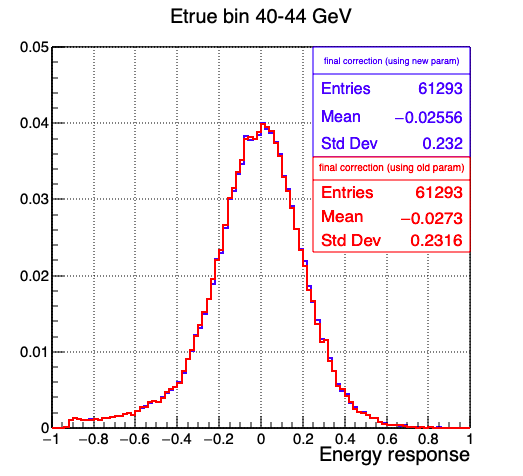 Etrue bin 40-44 GeV
0.05
0.04
0.03
0.02
0.01
0
final correction (using new param)
Entries 61293
Mean −0.02556
Std Dev 0.232
final correction (using old param)
Entries 61293
Mean −0.0273
Std Dev 0.2316
−1 −0.8 −0.6 −0.4 −0.2 0 0.2 0.4 0.6 0.8 1
Energy response